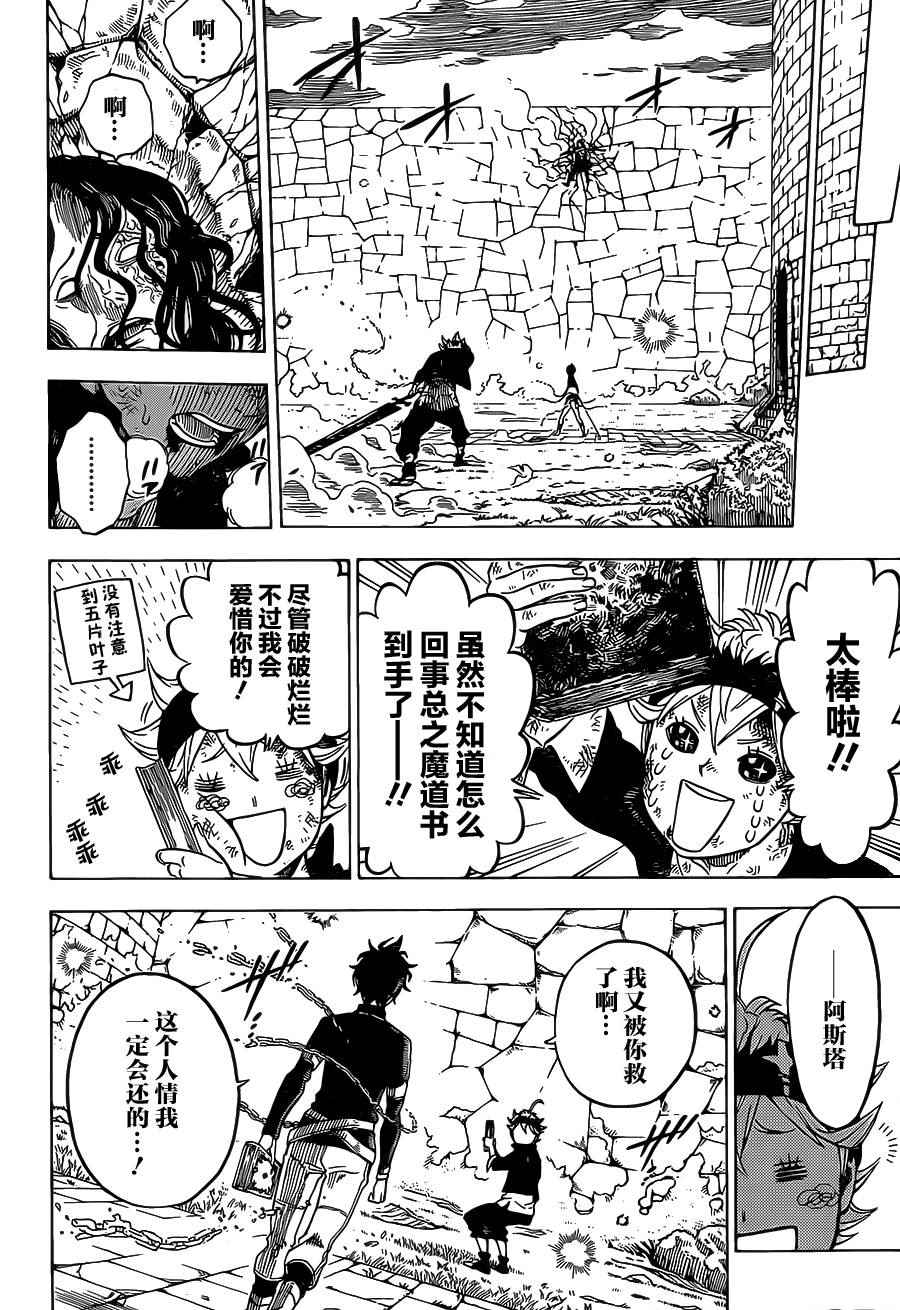 啊…
啊…
…………
太棒啦!!
虽然不知道怎么
回事总之魔道书
到手了——!!
尽管破破烂烂
不过我会
爱惜你的!
没有注意
到五片叶子
乖
乖
乖
乖
——阿斯塔
我又被你救
了啊…
这个人情我
一定会还的…!